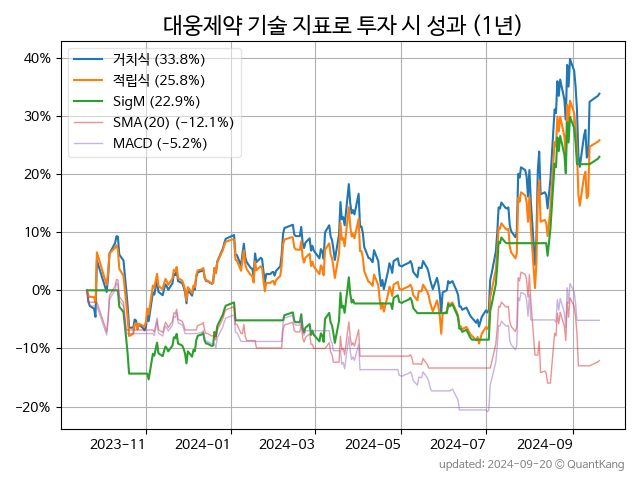 대웅제약 기술 지표로 투자 시 성과 (1년)
거치식 (33.8%)
적립식 (25.8%)
SigM (22.9%)
SMA(20) (−12.1%)
MACD (−5.2%)
40%
30%
20%
10%
0%
−10%
−20%
2023-11 2024-01 2024-03 2024-05 2024-07 2024-09
updated: 2024-09-20 © QuantKang